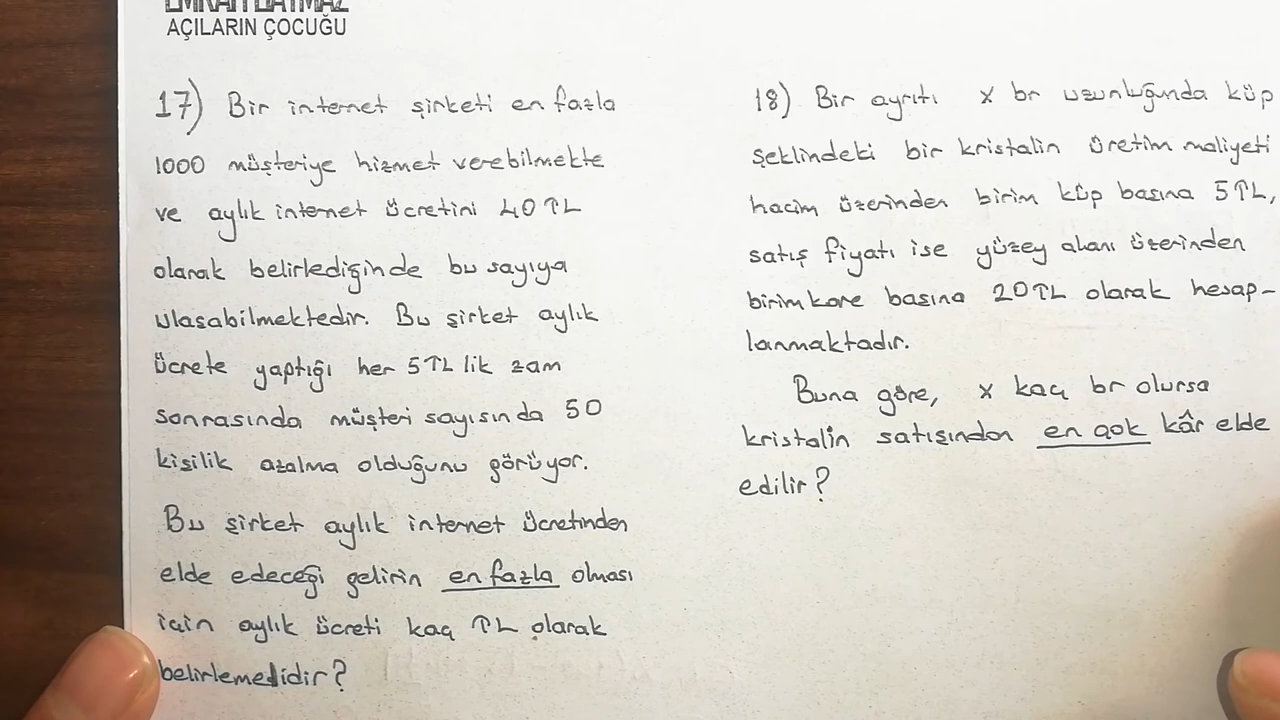 AÇILARIN ÇOCUĞU
17) Bir internet şirketi en fazla
1000 müşteriye hizmet verebilmekte
ve aylık internet ücretini 40 TL
olarak belirlediğinde bu sayıya
ulaşabilmektedir. Bu şirket aylık
ücrete yaptığı her 5 TL lik zam
sonrasında müşteri sayısında 50
kişilik azalma olduğunu görüyor.
Bu şirket aylık internet ücretinden
elde edeceği gelirin en fazla olması
için aylık ücreti kaç TL olarak
belirlemelidir?
18) Bir ayrıtı x br uzunluğunda küp
şeklindeki bir kristalin üretim maliyeti
hacim üzerinden birim küp başına 5 TL,
satış fiyatı ise yüzey alanı üzerinden
birim kare başına 20 TL olarak hesap-
lanmaktadır.
Buna göre, x kaç br olursa
kristalin satışından en çok kâr elde
edilir?